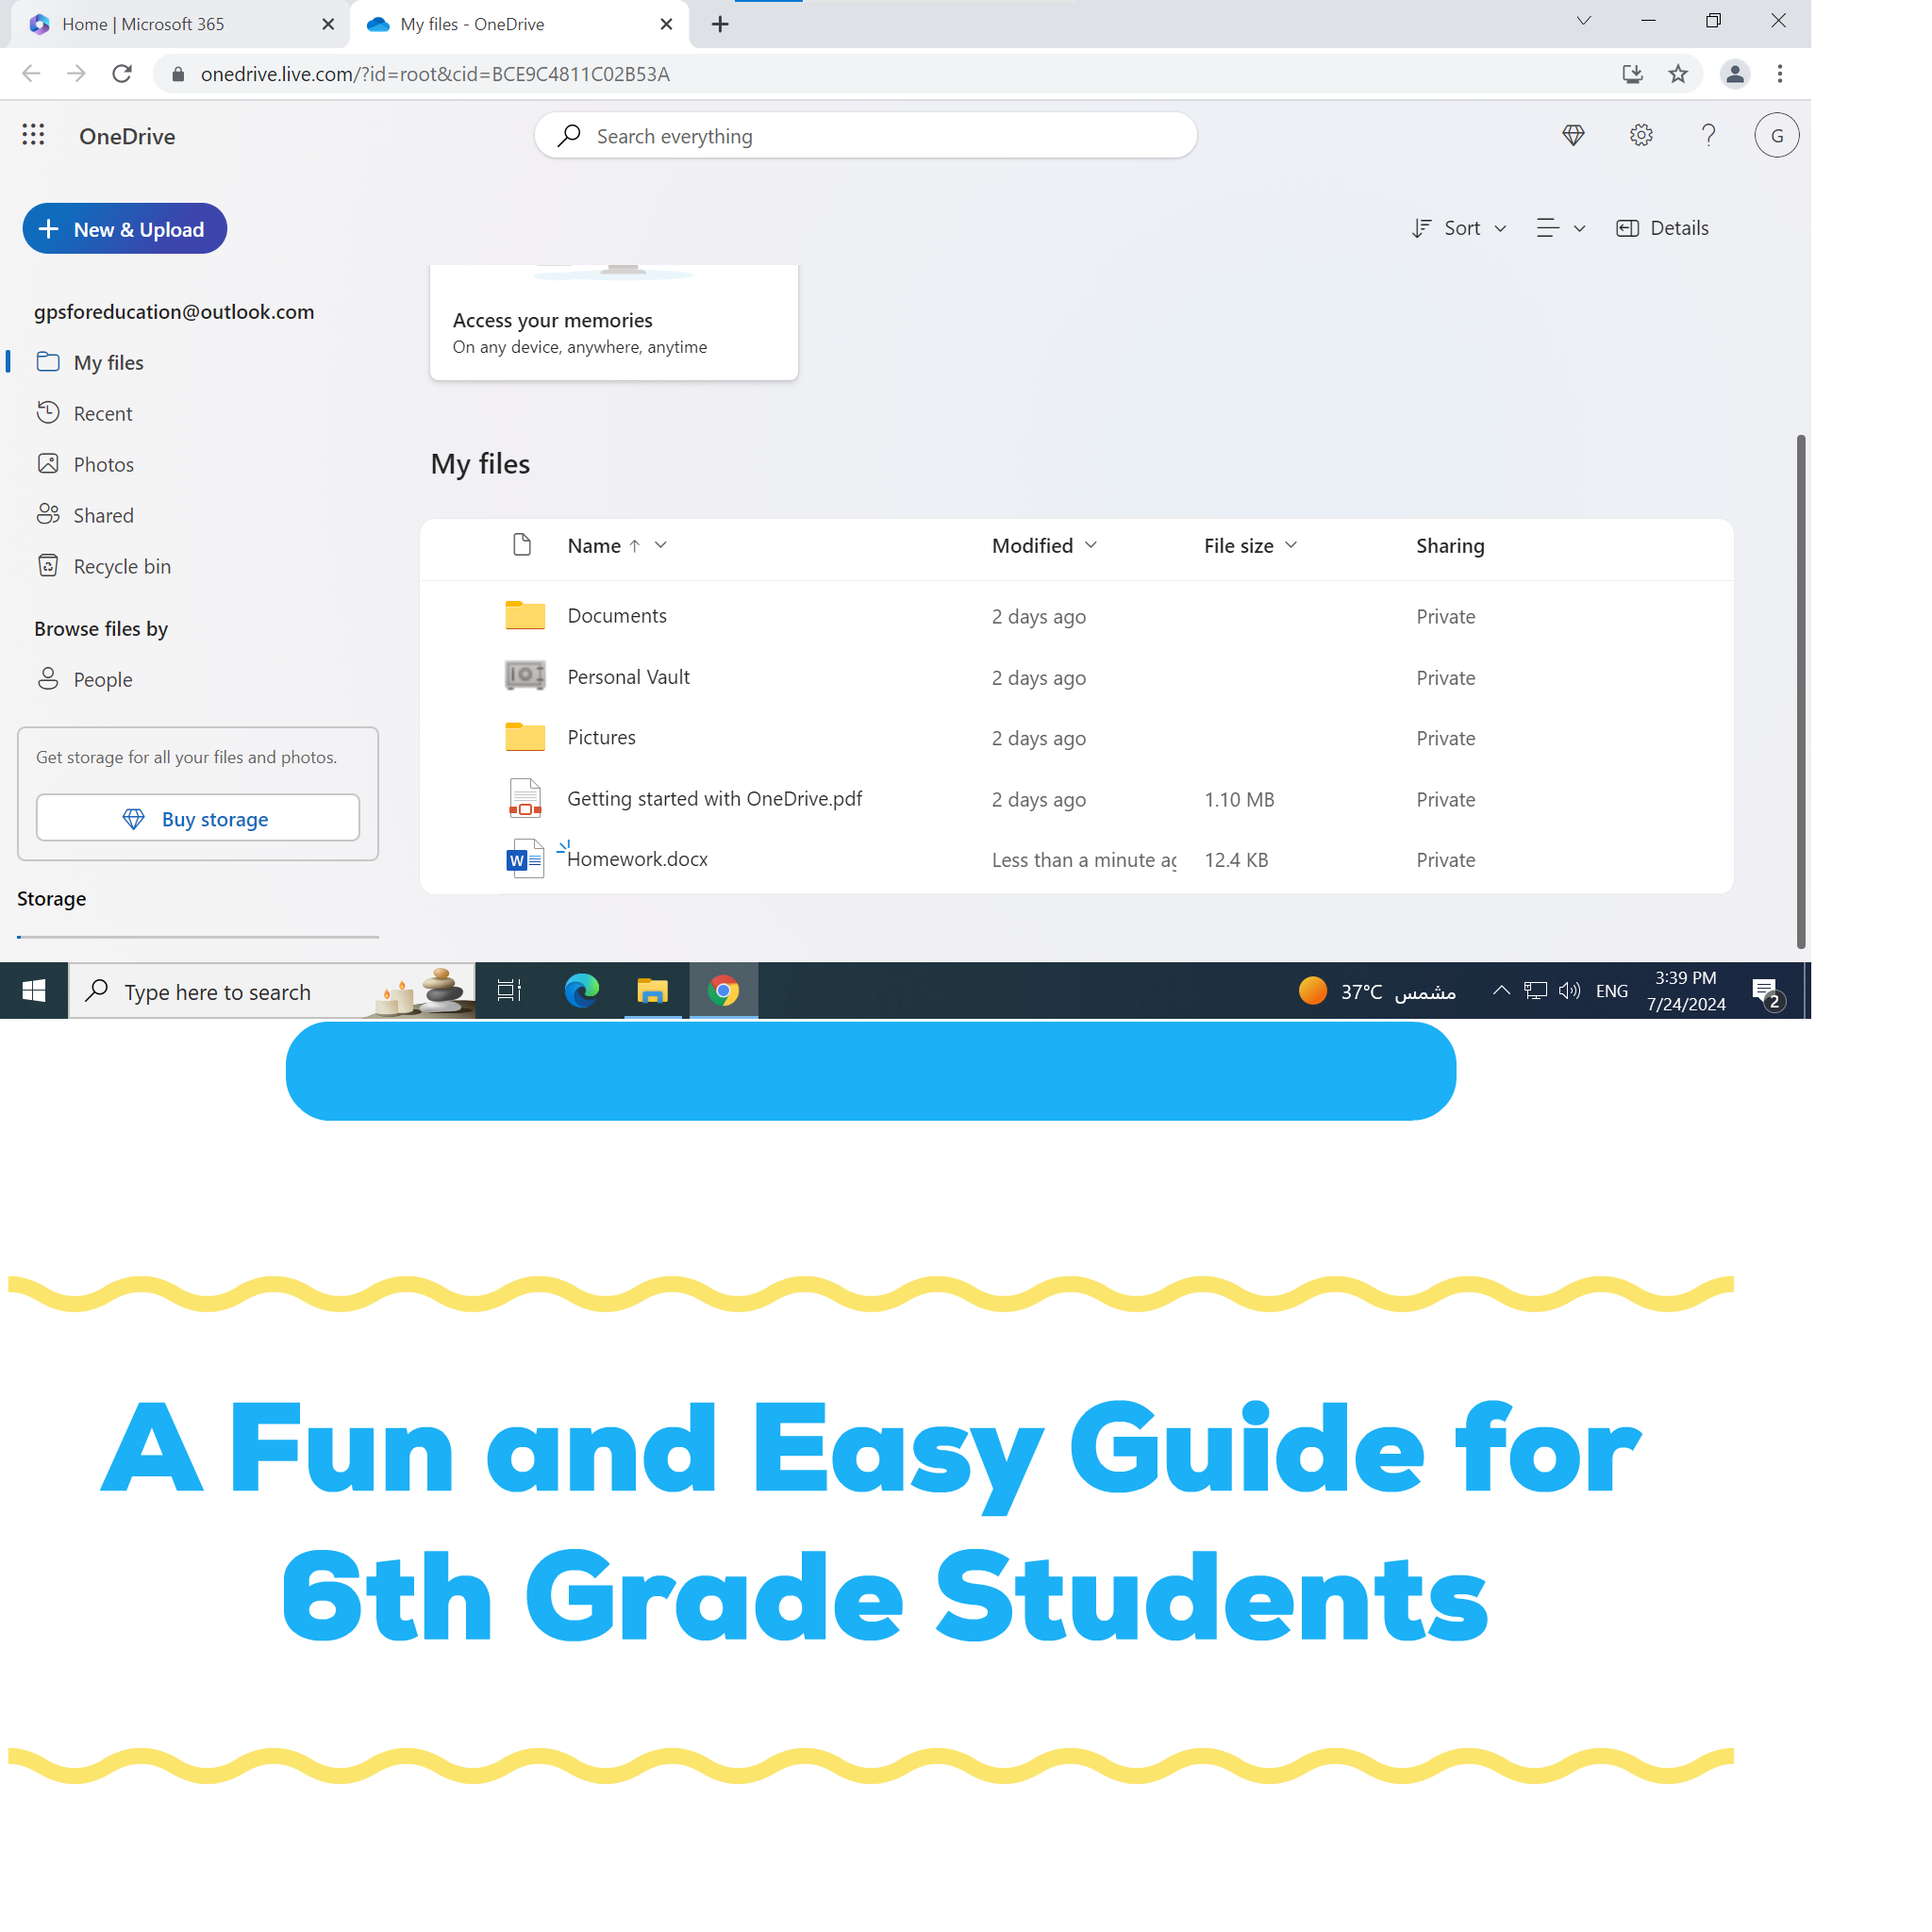 Home | Microsoft 365
My files - OneDrive
onedrive.live.com/?id=root&cid=BCE9C4811C02B53A
OneDrive
Search everything
G
New & Upload
Sort
Details
gpsforeducation@outlook.com
My files
Recent
Photos
Shared
Recycle bin
Browse files by
People
Get storage for all your files and photos.
Buy storage
Storage
Access your memories
On any device, anywhere, anytime
My files
Name Modified File size Sharing
Documents 2 days ago Private
Personal Vault 2 days ago Private
Pictures 2 days ago Private
Getting started with OneDrive.pdf 2 days ago 1.10 MB Private
W Homework.docx Less than a minute ag 12.4 KB Private
Type here to search
37°C مشمس
ENG
3:39 PM
7/24/2024
2
A Fun and Easy Guide for
6th Grade Students